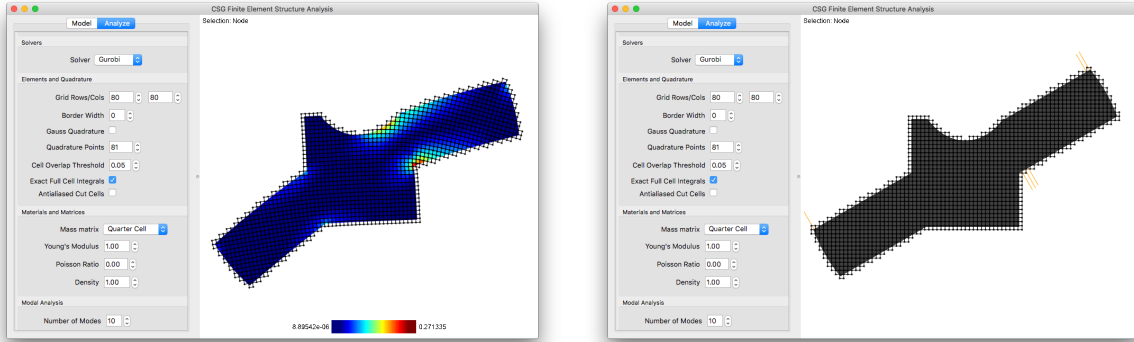 CSG Finite Element Structure Analysis
Model Analyze
Selection: Node
Solvers
Solver Gurobi
Elements and Quadrature
Grid Rows/Cols 80 80
Border Width 0
Gauss Quadrature
Quadrature Points 81
Cell Overlap Threshold 0.05
Exact Full Cell Integrals
Antialiased Cut Cells
Materials and Matrices
Mass matrix Quarter Cell
Young's Modulus 1.00
Poisson Ratio 0.00
Density 1.00
Modal Analysis
Number of Modes 10
8.89542e-06 0.271335
CSG Finite Element Structure Analysis
Model Analyze
Selection: Node
Solvers
Solver Gurobi
Elements and Quadrature
Grid Rows/Cols 80 80
Border Width 0
Gauss Quadrature
Quadrature Points 81
Cell Overlap Threshold 0.05
Exact Full Cell Integrals
Antialiased Cut Cells
Materials and Matrices
Mass matrix Quarter Cell
Young's Modulus 1.00
Poisson Ratio 0.00
Density 1.00
Modal Analysis
Number of Modes 10